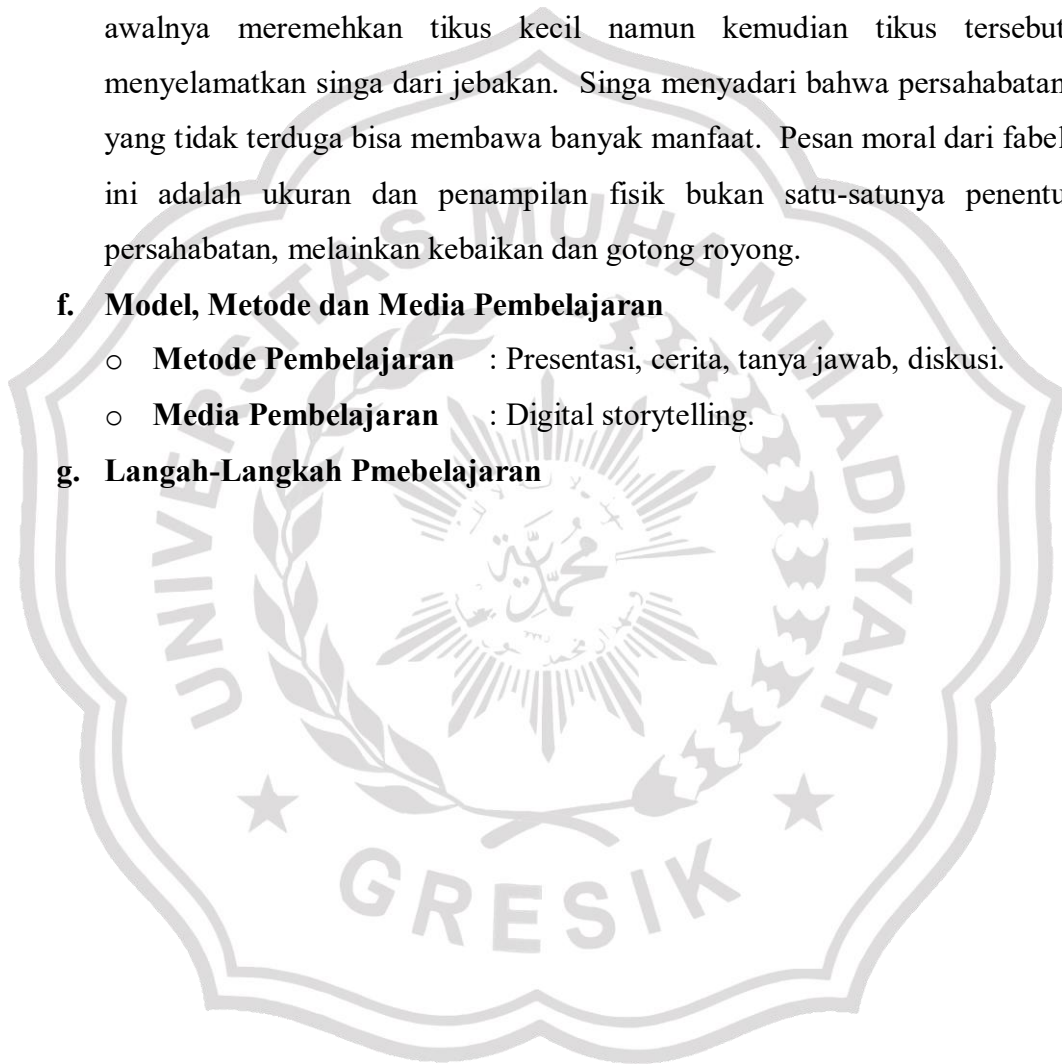 awalnya meremehkan tikus kecil namun kemudian tikus tersebut
menyelamatkan singa dari jebakan. Singa menyadari bahwa persahabatan
yang tidak terduga bisa membawa banyak manfaat. Pesan moral dari fabel
ini adalah ukuran dan penampilan fisik bukan satu-satunya penentu
persahabatan, melainkan kebaikan dan gotong royong.
f. Model, Metode dan Media Pembelajaran
o Metode Pembelajaran : Presentasi, cerita, tanya jawab, diskusi.
o Media Pembelajaran : Digital storytelling.
g. Langah-Langkah Pmebelajaran
UNIVERSITAS MUHAMMADIYAH
GRESIK